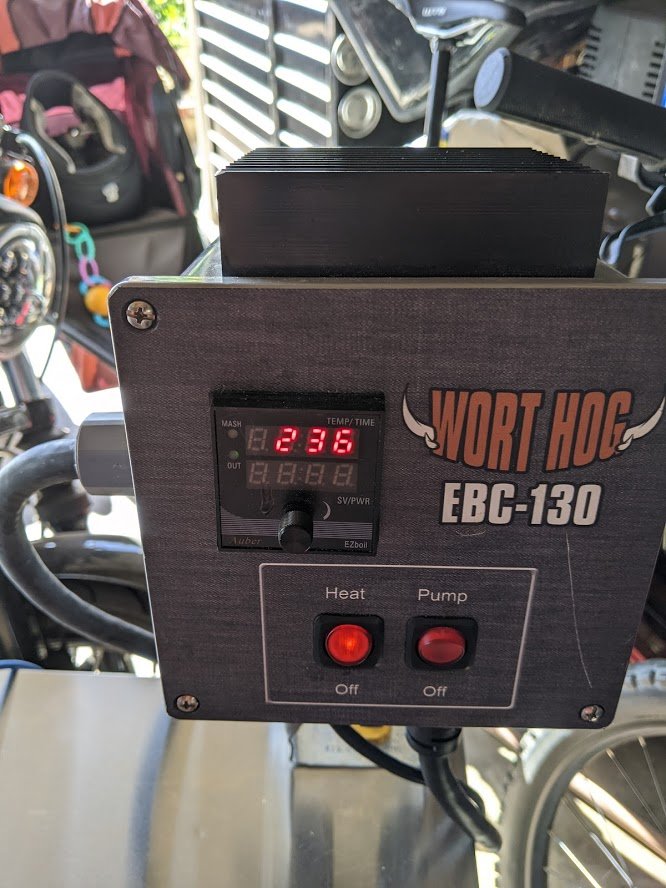 WORT HOG
EBC-130
MASH
TEMP/TIME
236
OUT
SV/PWR
Auber
EZboil
Heat
Pump
Off
Off